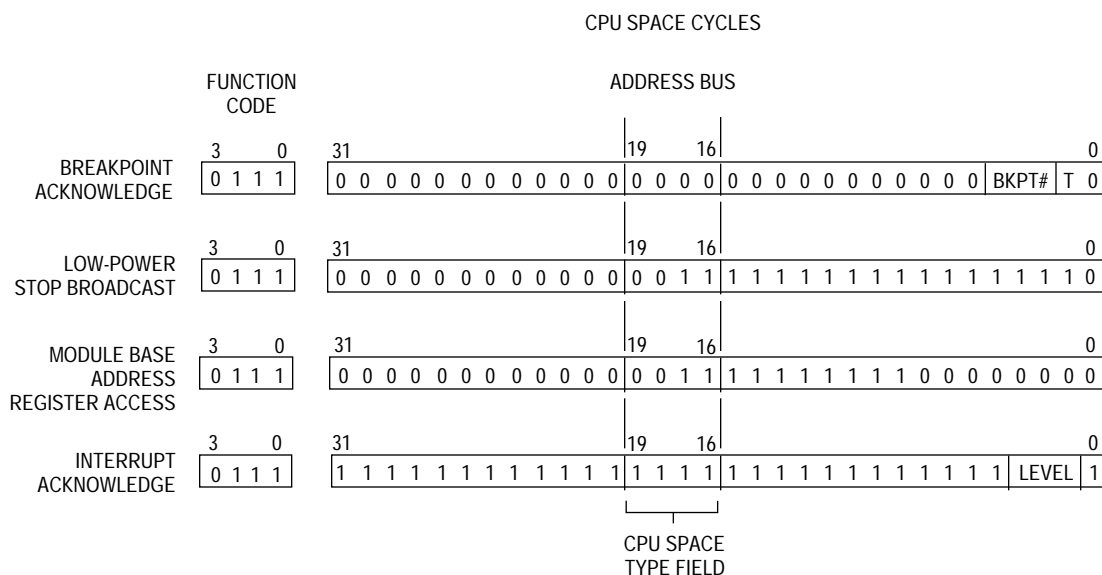 CPU SPACE CYCLES
FUNCTION
CODE
ADDRESS BUS
BREAKPOINT
ACKNOWLEDGE
3 0
0 1 1 1
31 19 16 0
0 0 0 0 0 0 0 0 0 0 0 0 0 0 0 0 0 0 0 0 0 0 0 0 0 0 0 BKPT# T 0
LOW-POWER
STOP BROADCAST
3 0
0 1 1 1
31 19 16 0
0 0 0 0 0 0 0 0 0 0 0 0 0 0 1 1 1 1 1 1 1 1 1 1 1 1 1 1 1 1 1 0
MODULE BASE
ADDRESS
REGISTER ACCESS
3 0
0 1 1 1
31 19 16 0
0 0 0 0 0 0 0 0 0 0 0 0 0 0 1 1 1 1 1 1 1 1 1 1 0 0 0 0 0 0 0 0
INTERRUPT
ACKNOWLEDGE
3 0
0 1 1 1
31 19 16 0
1 1 1 1 1 1 1 1 1 1 1 1 1 1 1 1 1 1 1 1 1 1 1 1 1 1 1 1 LEVEL 1
CPU SPACE
TYPE FIELD